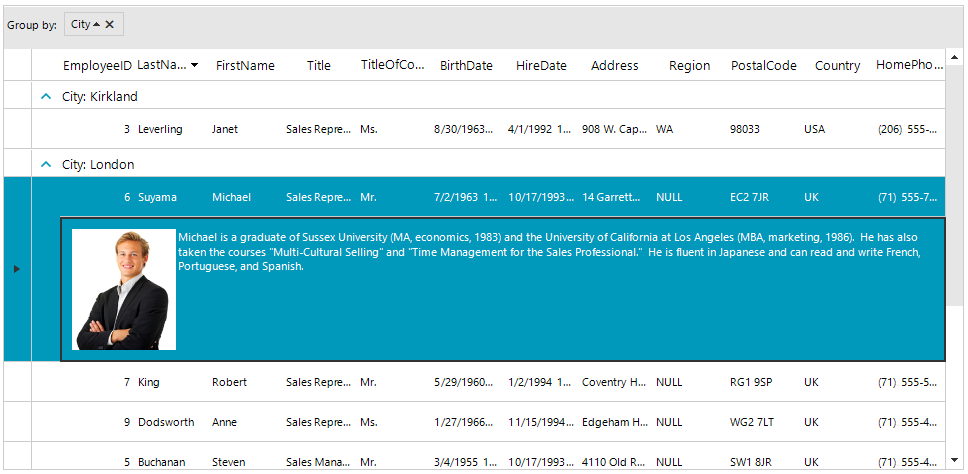 Group by: City
EmployeeID LastNa... FirstName Title TitleOfCo... BirthDate HireDate Address Region PostalCode Country HomePho...
City: Kirkland
3 Leverling Janet Sales Repre... Ms. 8/30/1963... 4/1/1992 1... 908 W. Cap... WA 98033 USA (206) 555-...
City: London
6 Suyama Michael Sales Repre... Mr. 7/2/1963 1... 10/17/1993... 14 Garrett... NULL EC2 7JR UK (71) 555-7...
Michael is a graduate of Sussex University (MA, economics, 1983) and the University of California at Los Angeles (MBA, marketing, 1986). He has also
taken the courses "Multi-Cultural Selling" and "Time Management for the Sales Professional." He is fluent in Japanese and can read and write French,
Portuguese, and Spanish.
7 King Robert Sales Repre... Mr. 5/29/1960... 1/2/1994 1... Coventry H... NULL RG1 9SP UK (71) 555-5...
9 Dodsworth Anne Sales Repre... Ms. 1/27/1966... 11/15/1994... Edgeham H... NULL WG2 7LT UK (71) 555-4...
5 Buchanan Steven Sales Mana... Mr. 3/4/1955 1... 10/17/1993... 4110 Old R... NULL SW1 8JR UK (71) 555-4...